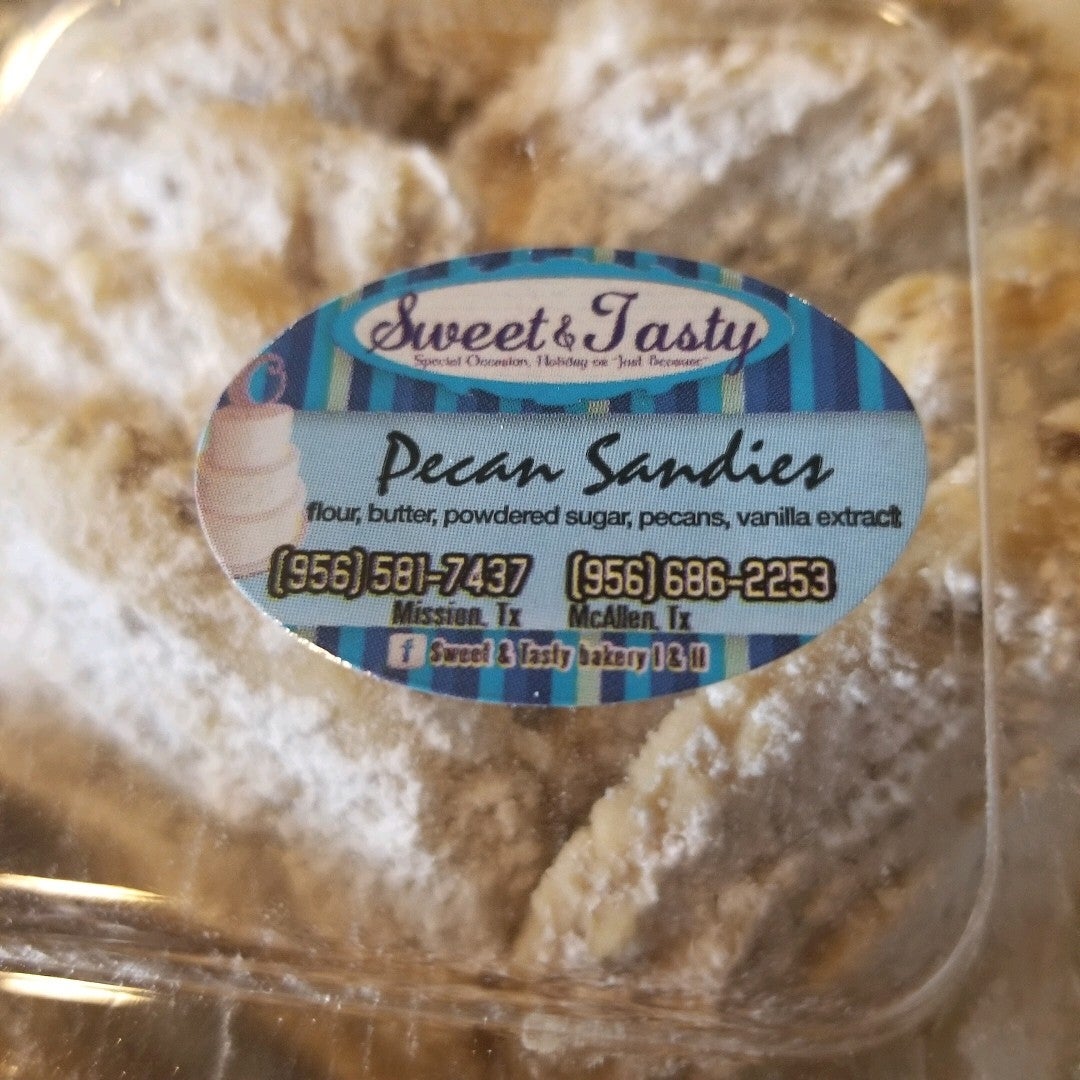 Sweet & Tasty
Special Occasion, Holiday or "Just Because"
Pecan Sandies
flour, butter, powdered sugar, pecans, vanilla extract
(956) 581-7437 (956) 686-2253
Mission, Tx McAllen, Tx
f Sweet & Tasty bakery I & II